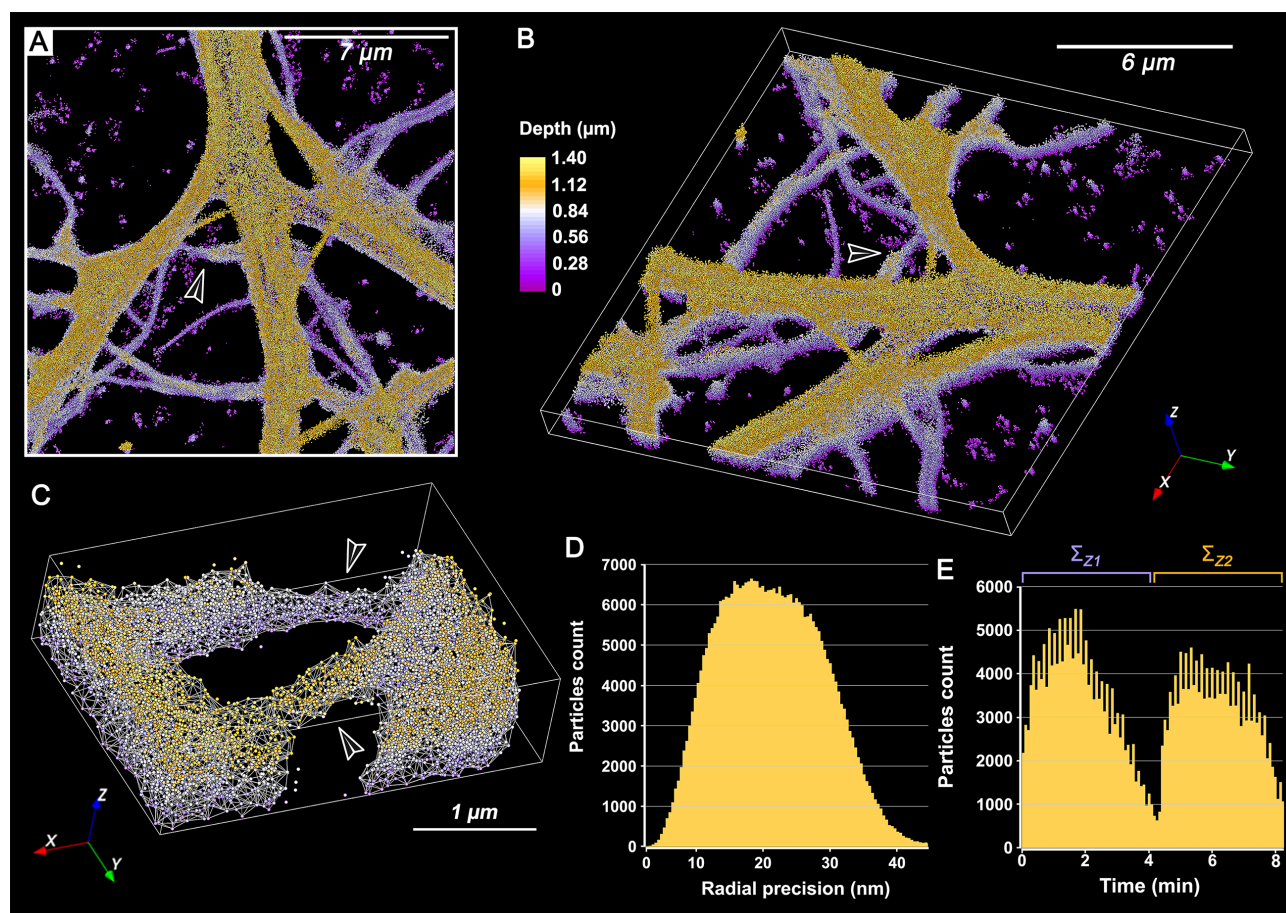 A
7 µm
B
6 µm
Depth (µm)
1.40
1.12
0.84
0.56
0.28
0
Z
Y
X
C
1 µm
Z
X
Y
D
7000
6000
5000
4000
3000
2000
1000
0
Particles count
0 10 20 30 40
Radial precision (nm)
E
ΣZ1 ΣZ2
6000
5000
4000
3000
2000
1000
0
Particles count
0 2 4 6 8
Time (min)